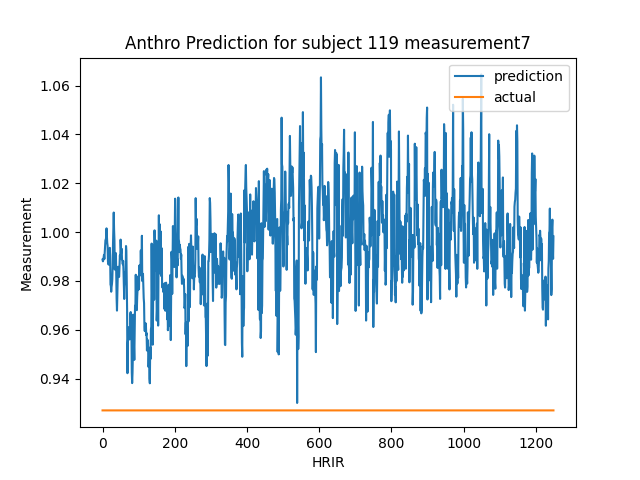 Anthro Prediction for subject 119 measurement7
prediction
actual
1.06
1.04
1.02
1.00
0.98
0.96
0.94
Measurement
0
200
400
600
800
1000
1200
HRIR